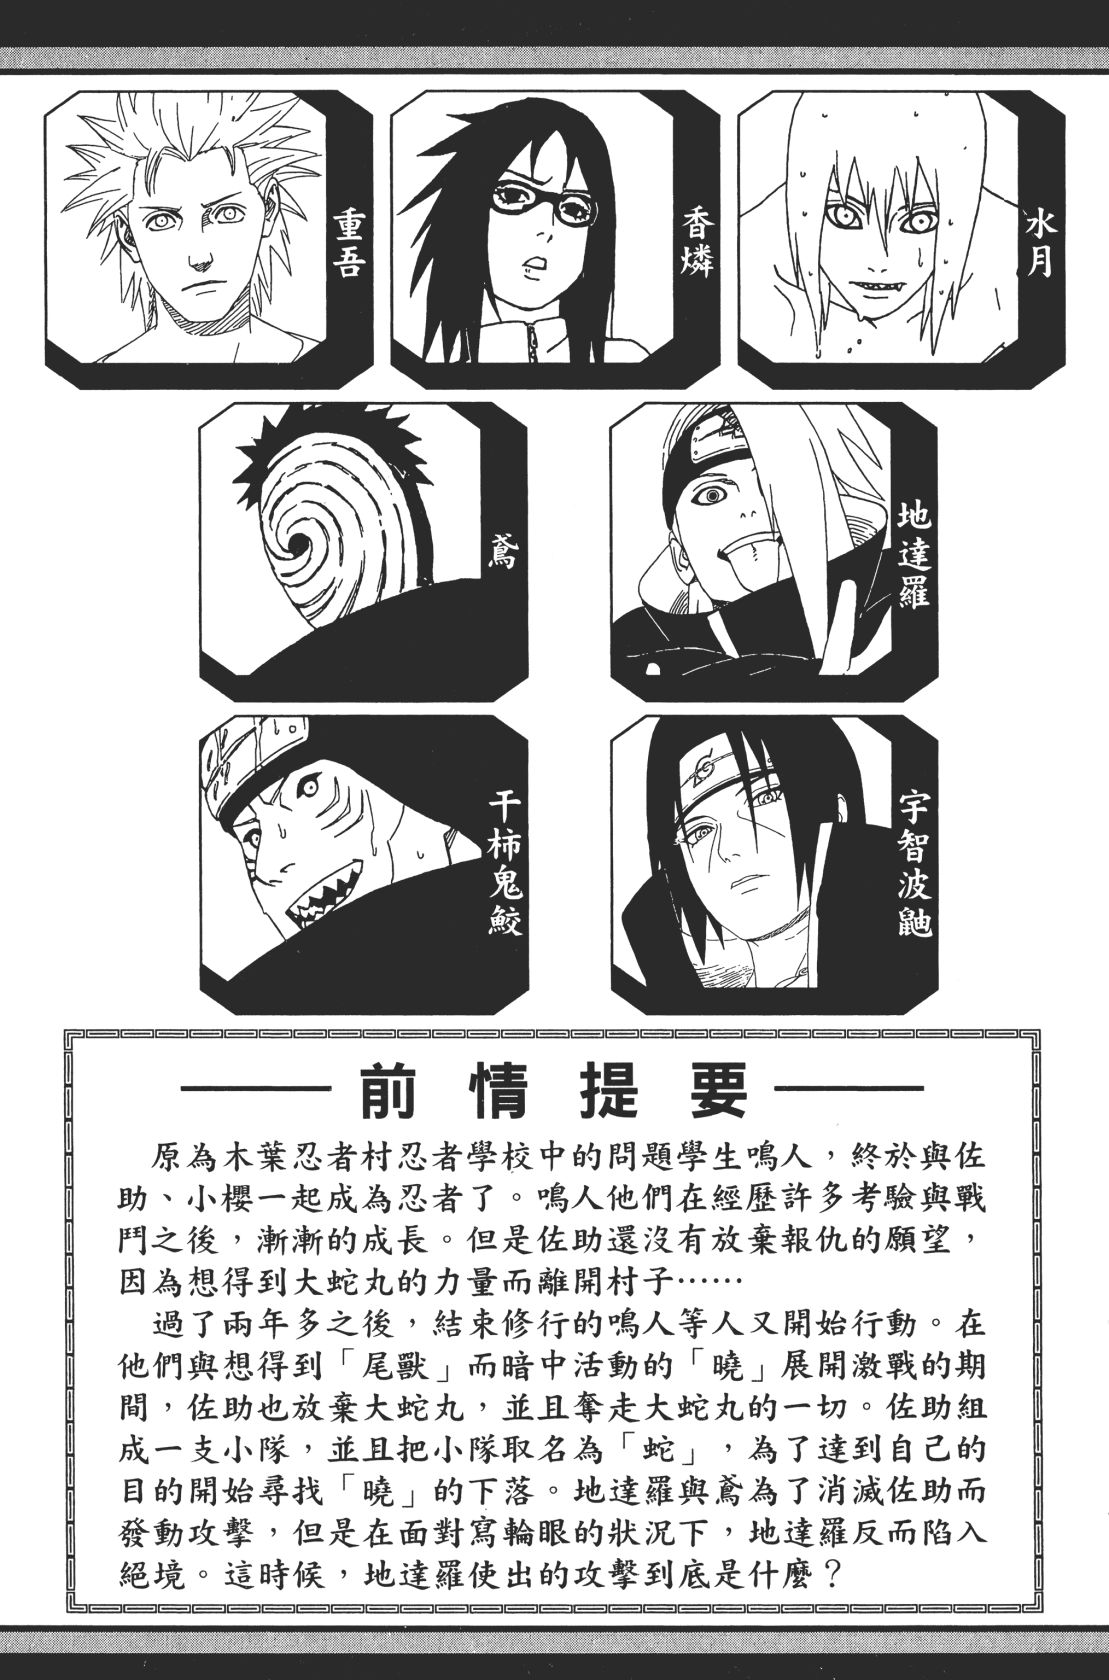 水月
香燐
重吾
地達羅
鳶
宇智波鼬
干柿鬼鮫
前情提要
原為木葉忍者村忍者學校中的問題學生鳴人，終於與佐
助、小櫻一起成為忍者了。鳴人他們在經歷許多考驗與戰
鬥之後，漸漸的成長。但是佐助還沒有放棄報仇的願望，
因為想得到大蛇丸的力量而離開村子……
過了兩年多之後，結束修行的鳴人等人又開始行動。在
他們與想得到「尾獸」而暗中活動的「曉」展開激戰的期
間，佐助也放棄大蛇丸，並且奪走大蛇丸的一切。佐助組
成一支小隊，並且把小隊取名為「蛇」，為了達到自己的
目的開始尋找「曉」的下落。地達羅與鳶為了消滅佐助而
發動攻擊，但是在面對寫輪眼的狀況下，地達羅反而陷入
絕境。這時候，地達羅使出的攻擊到底是什麼？